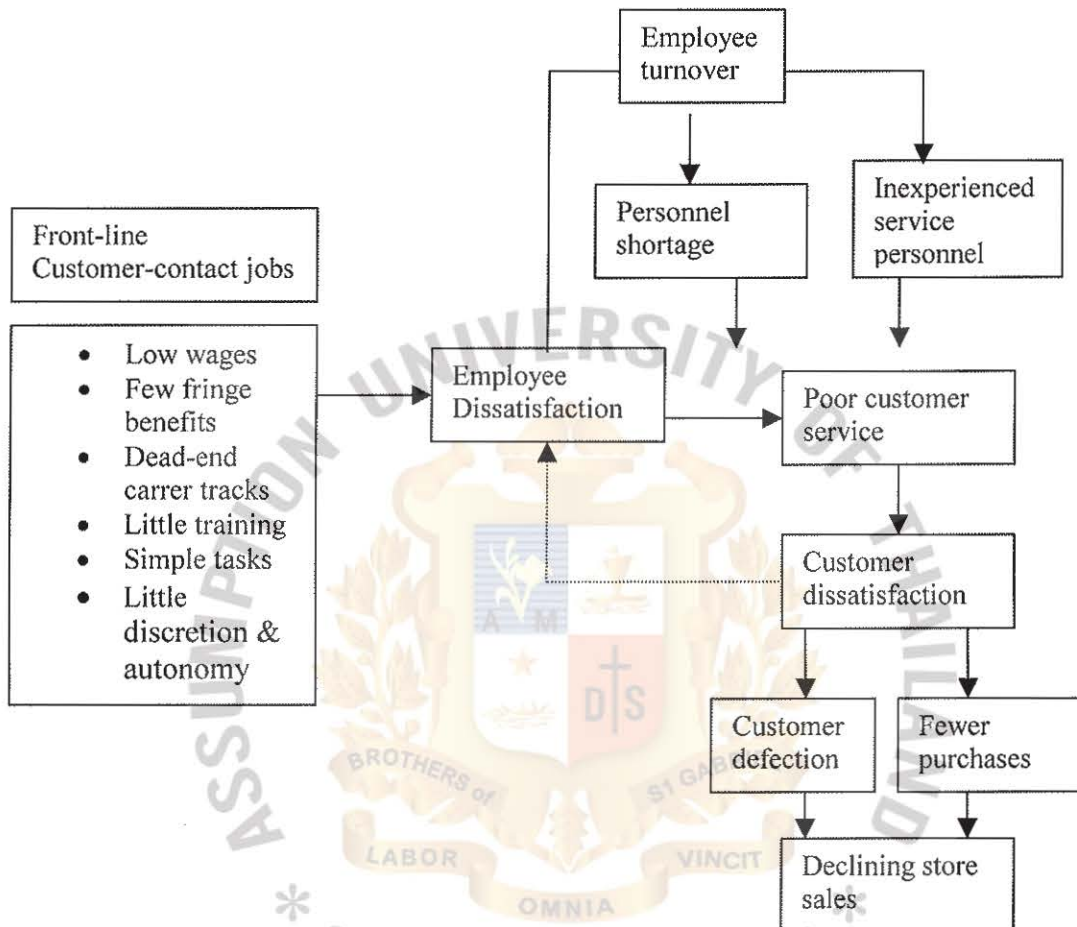 Employee
turnover
Personnel
shortage
Inexperienced
service
personnel
Front-line
Customer-contact jobs
• Low wages
• Few fringe
benefits
• Dead-end
carrer tracks
• Little training
• Simple tasks
• Little
discretion &
autonomy
Employee
Dissatisfaction
Poor customer
service
Customer
dissatisfaction
Customer
defection
Fewer
purchases
Declining store
sales
ASSUMPTION UNIVERSITY OF THAILAND
A M
D S
BROTHERS of
ST GABRIEL
LABOR
OMNIA
VINCIT